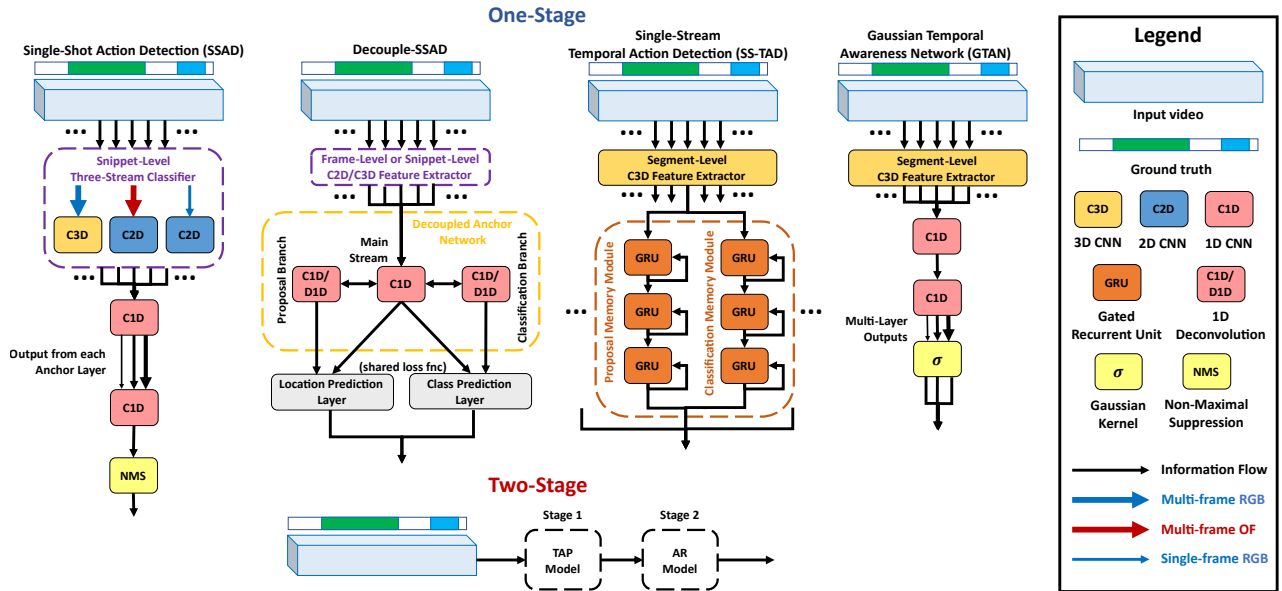 One-Stage
Single-Shot Action Detection (SSAD)
•••
•••
Snippet-Level
Three-Stream Classifier
C3D
C2D
C2D
•••
•••
C1D
Output from each
Anchor Layer
C1D
NMS
Decouple-SSAD
•••
•••
Frame-Level or Snippet-Level
C2D/C3D Feature Extractor
•••
•••
Decoupled Anchor
Network
Main
Stream
Proposal Branch
C1D/
D1D
C1D
C1D/
D1D
Classification Branch
(shared loss fnc)
Location Prediction
Layer
Class Prediction
Layer
Single-Stream
Temporal Action Detection (SS-TAD)
•••
•••
Segment-Level
C3D Feature Extractor
•••
•••
•••
Proposal Memory Module
GRU
GRU
GRU
Classification Memory Module
GRU
GRU
GRU
•••
Gaussian Temporal
Awareness Network (GTAN)
•••
•••
Segment-Level
C3D Feature Extractor
•••
•••
C1D
C1D
Multi-Layer
Outputs
σ
Two-Stage
Stage 1
TAP
Model
Stage 2
AR
Model
Legend
Input video
Ground truth
C3D
C2D
C1D
3D CNN
2D CNN
1D CNN
GRU
C1D/
D1D
Gated
Recurrent Unit
1D
Deconvolution
σ
NMS
Gaussian
Kernel
Non-Maximal
Suppression
Information Flow
Multi-frame RGB
Multi-frame OF
Single-frame RGB